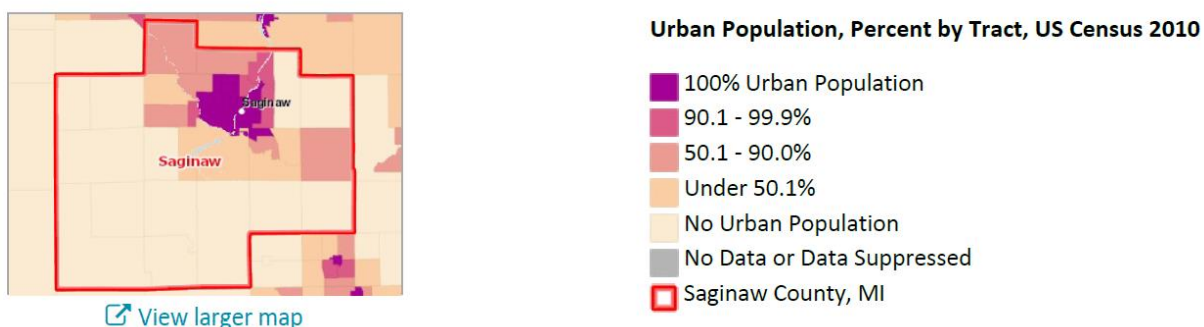 Saginaw
Saginaw
View larger map
Urban Population, Percent by Tract, US Census 2010
100% Urban Population
90.1 - 99.9%
50.1 - 90.0%
Under 50.1%
No Urban Population
No Data or Data Suppressed
Saginaw County, MI